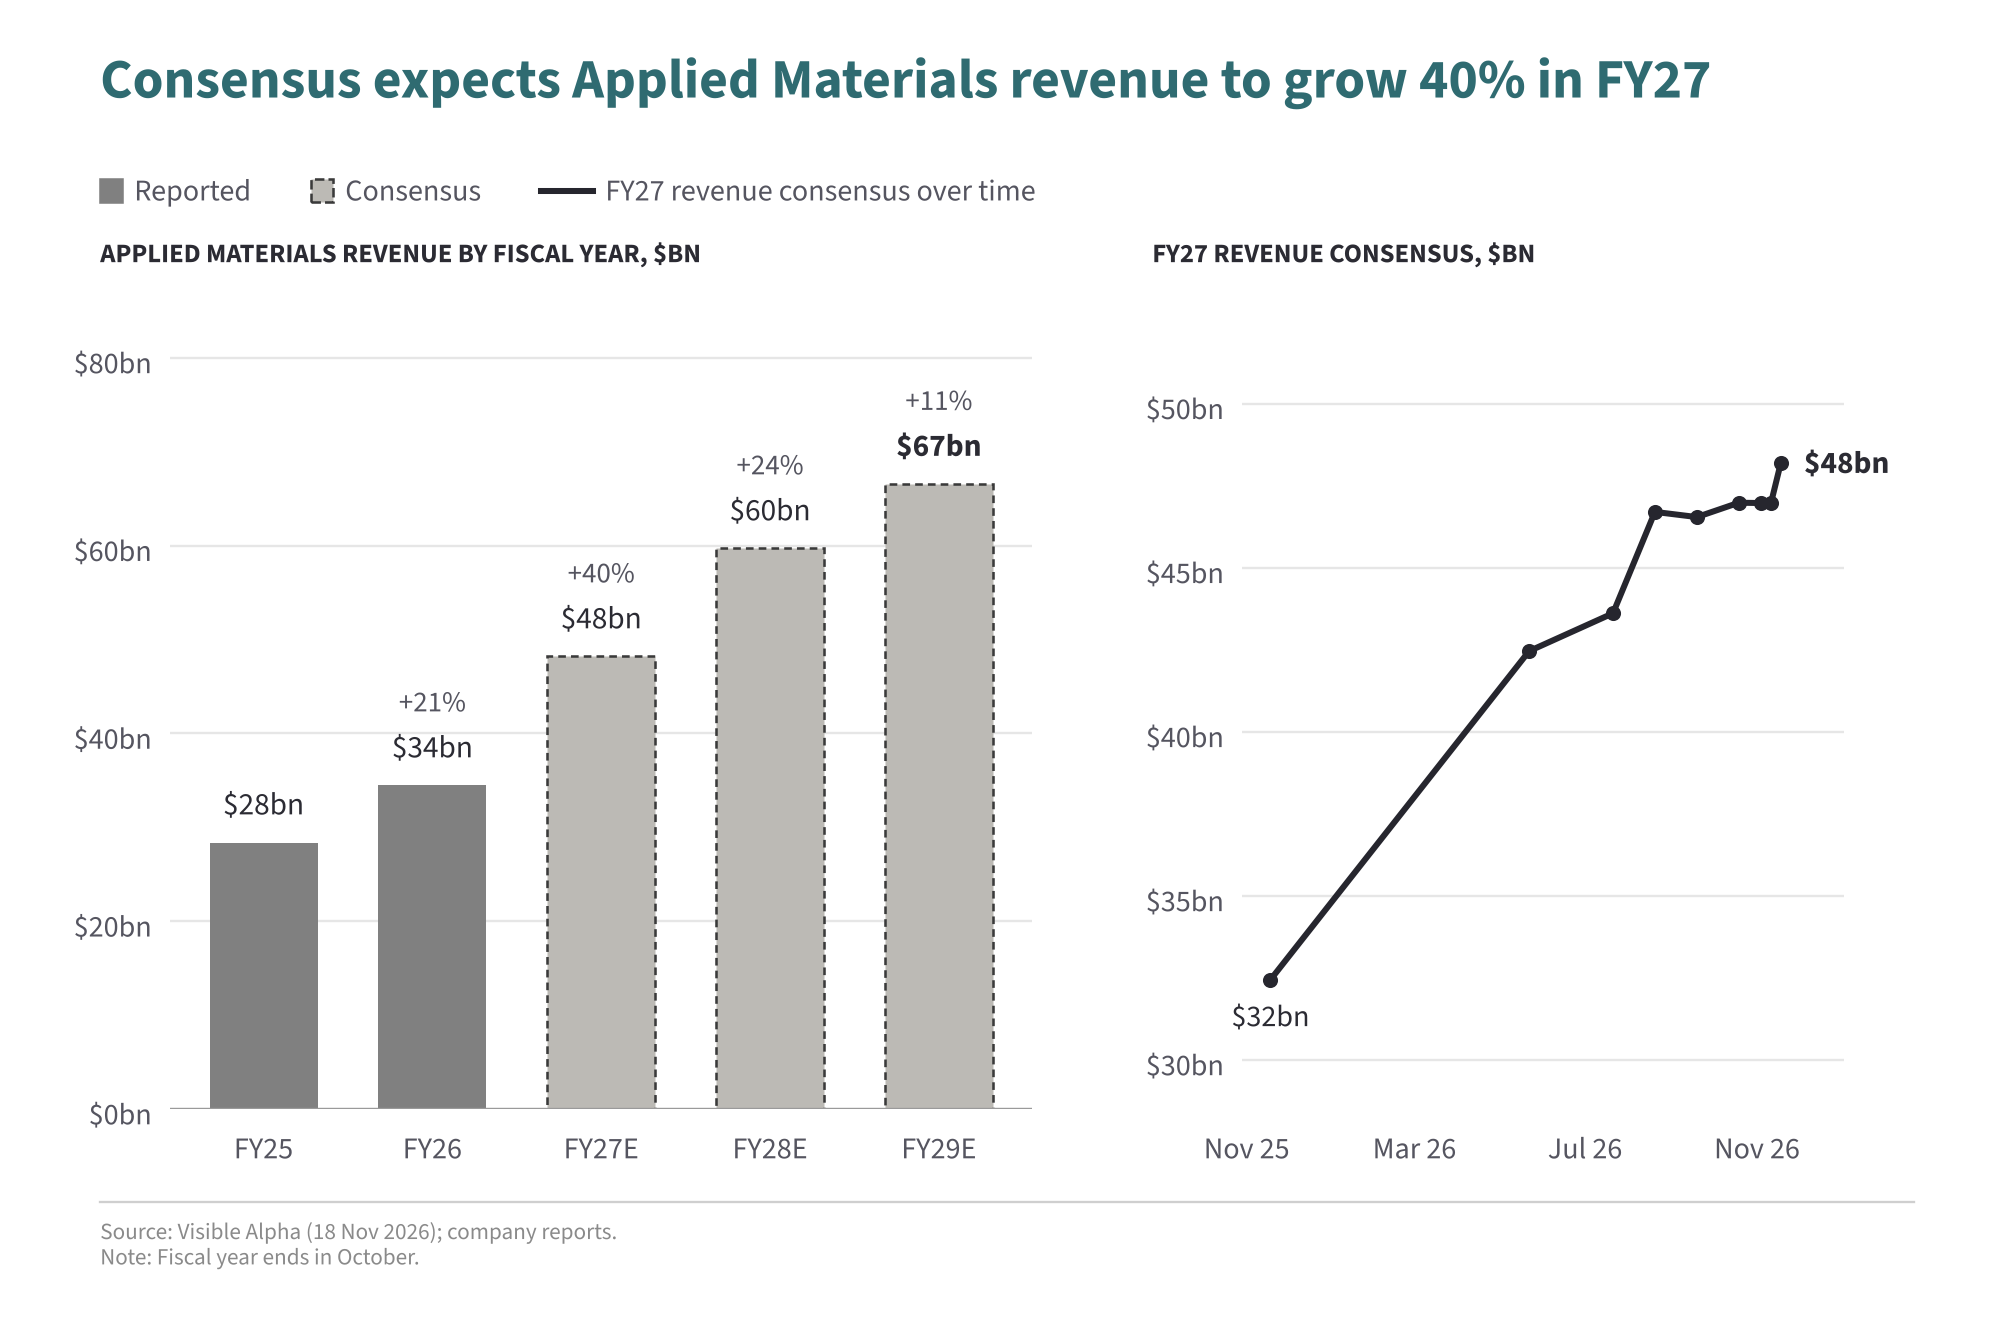 Consensus expects Applied Materials revenue to grow 40% in FY27
Reported
Consensus
FY27 revenue consensus over time
APPLIED MATERIALS REVENUE BY FISCAL YEAR, $BN
$80bn
$60bn
$40bn
$20bn
$0bn
$28bn
+21%
$34bn
+40%
$48bn
+24%
$60bn
+11%
$67bn
FY25
FY26
FY27E
FY28E
FY29E
FY27 REVENUE CONSENSUS, $BN
$50bn
$45bn
$40bn
$35bn
$30bn
$48bn
$32bn
Nov 25
Mar 26
Jul 26
Nov 26
Source: Visible Alpha (18 Nov 2026); company reports.
Note: Fiscal year ends in October.